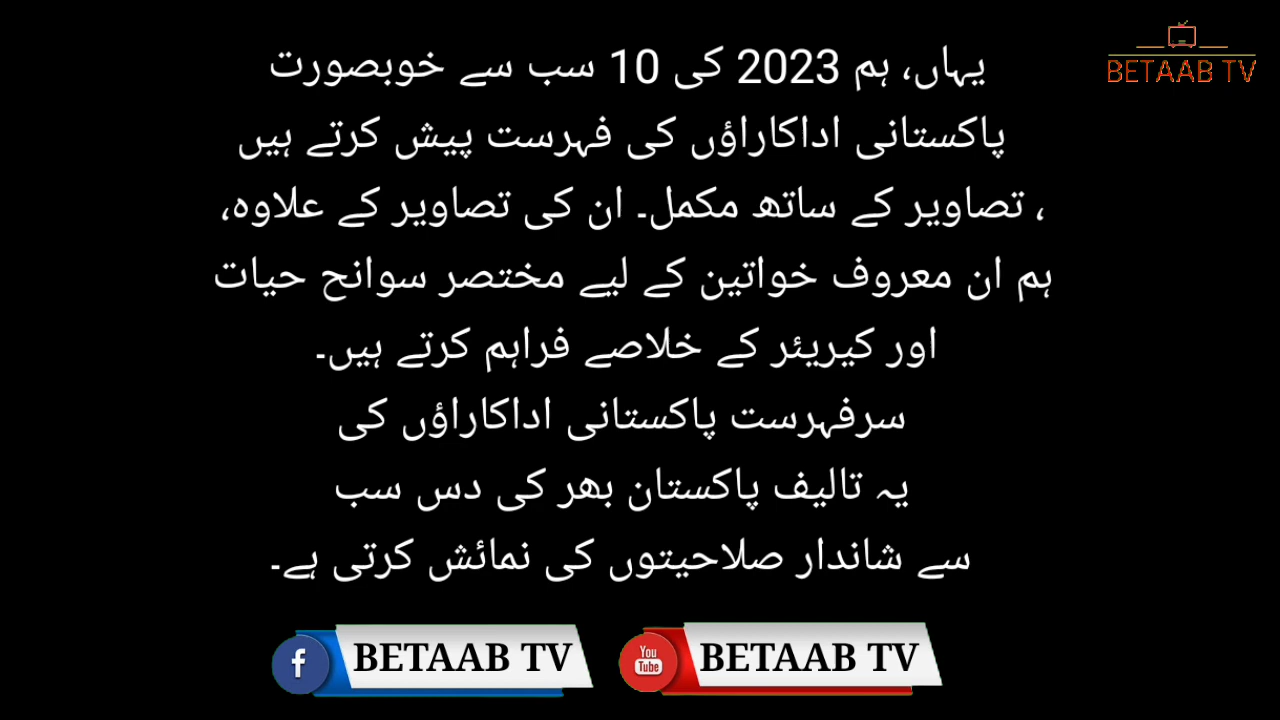 BETAAB TV
یہاں، ہم 2023 کی 10 سب سے خوبصورت
پاکستانی اداکاراؤں کی فہرست پیش کرتے ہیں
، تصاویر کے ساتھ مکمل۔ ان کی تصاویر کے علاوہ،
ہم ان معروف خواتین کے لیے مختصر سوانح حیات
اور کیریئر کے خلاصے فراہم کرتے ہیں۔
سرفہرست پاکستانی اداکاراؤں کی
یہ تالیف پاکستان بھر کی دس سب
سے شاندار صلاحیتوں کی نمائش کرتی ہے۔
f BETAAB TV
You Tube BETAAB TV